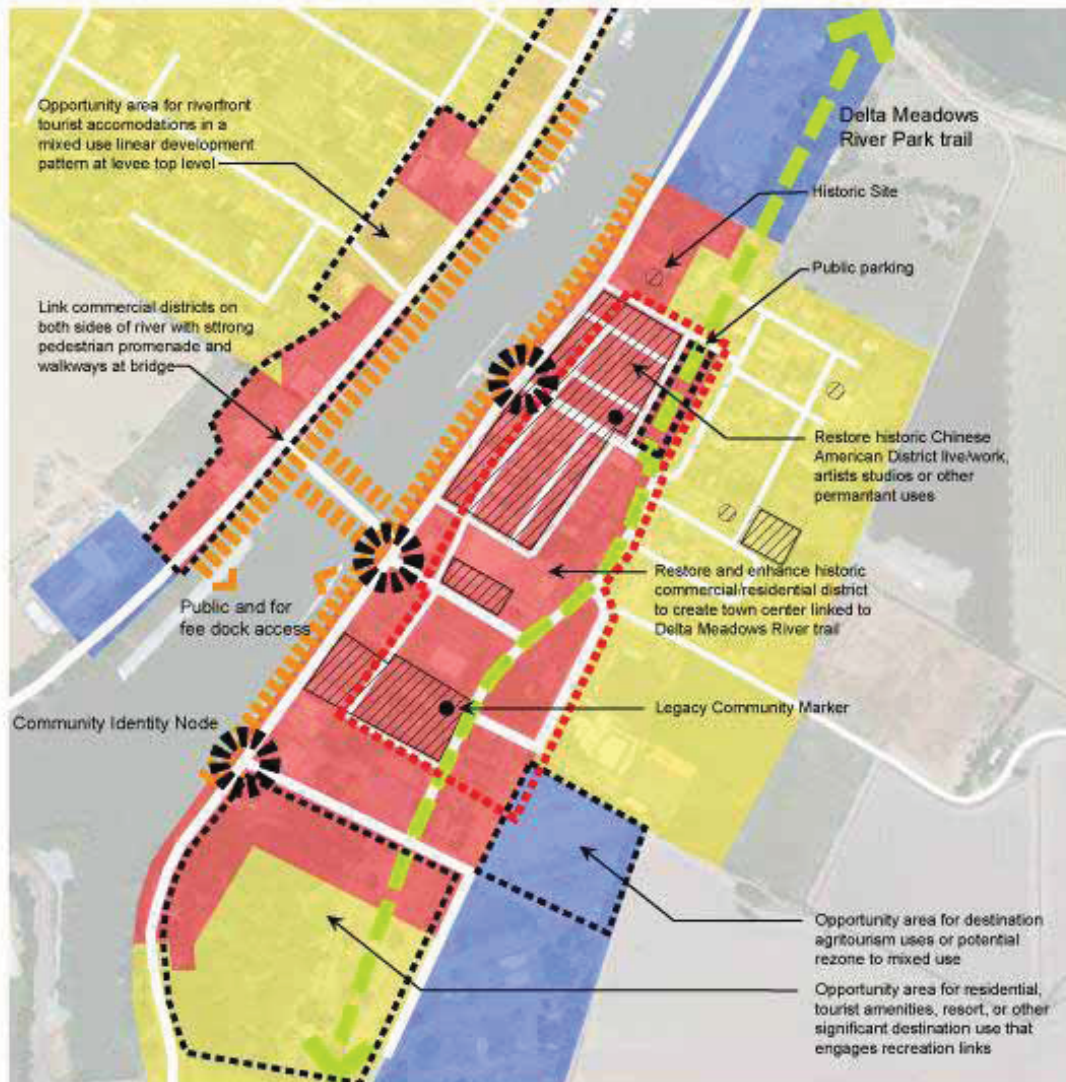 Opportunity area for riverfront
tourist accomodations in a
mixed use linear development
pattern at levee top level
Delta Meadows
River Park trail
Historic Site
Public parking
Link commercial districts on
both sides of river with sttrong
pedestrian promenade and
walkways at bridge
Restore historic Chinese
American District live/work,
artists studios or other
permantant uses
Restore and enhance historic
commercial/residential district
to create town center linked to
Delta Meadows River trail
Public and for
fee dock access
Legacy Community Marker
Community Identity Node
Opportunity area for destination
agritourism uses or potential
rezone to mixed use
Opportunity area for residential,
tourist amenities, resort, or other
significant destination use that
engages recreation links